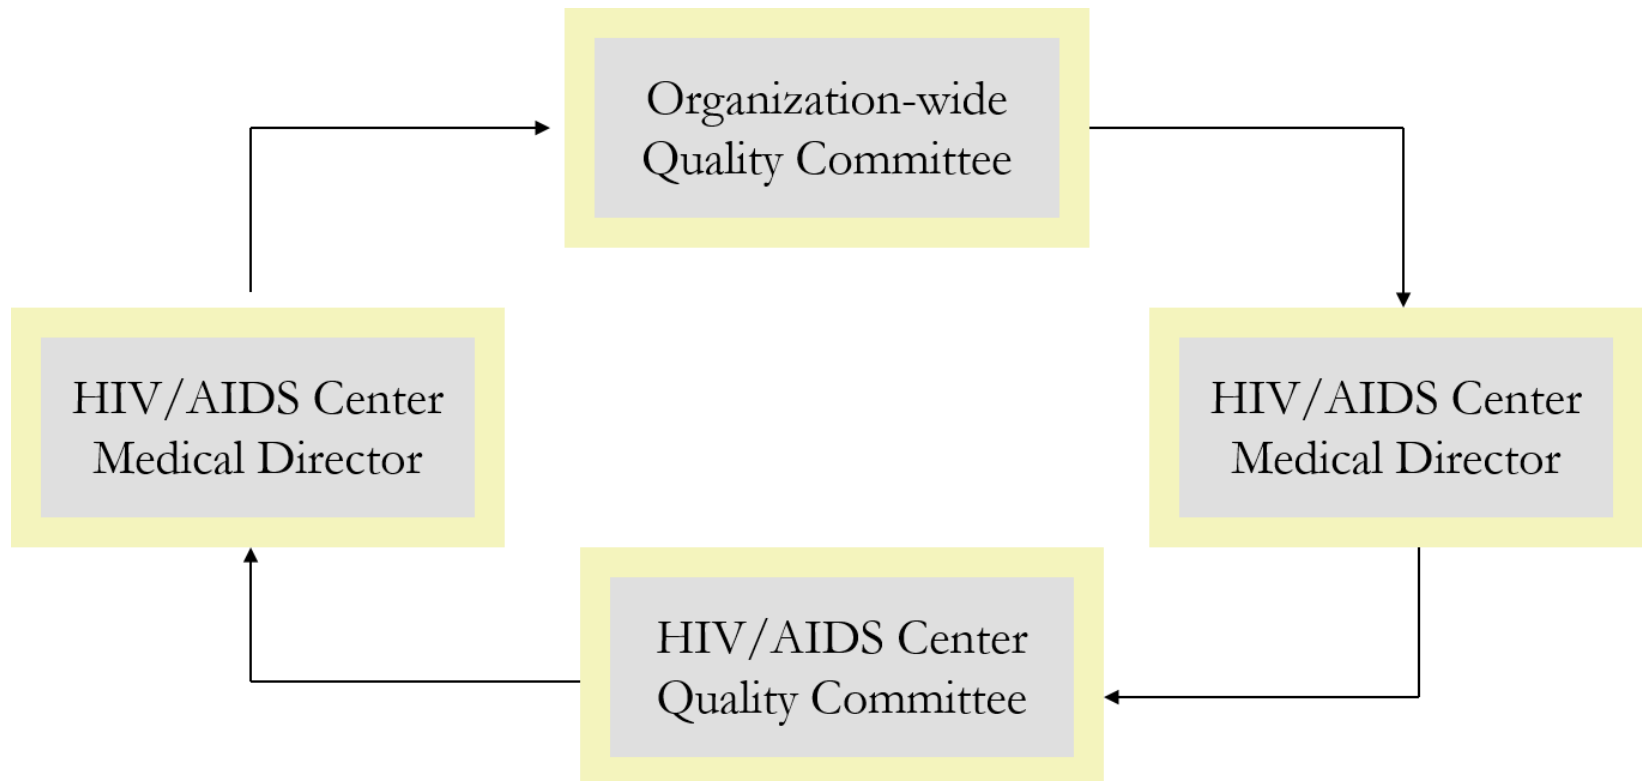 Organization-wide
Quality Committee
HIV/AIDS Center
Medical Director
HIV/AIDS Center
Medical Director
HIV/AIDS Center
Quality Committee